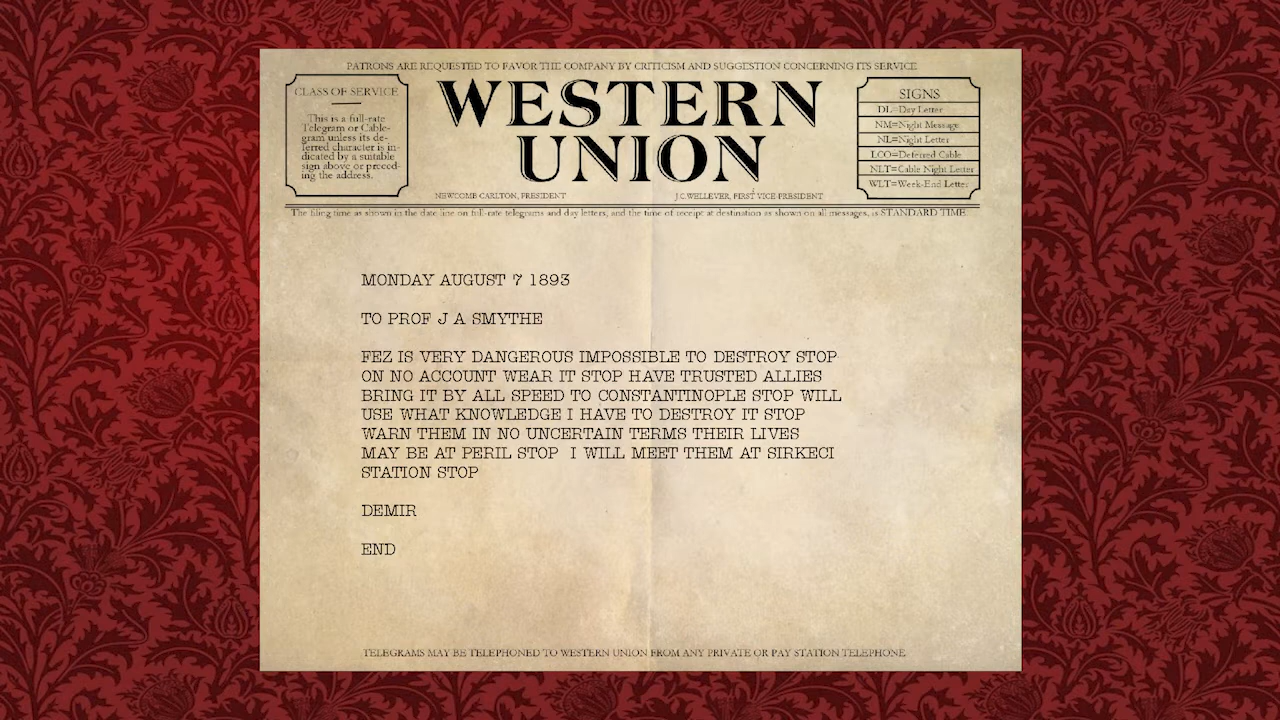 PATRONS ARE REQUESTED TO FAVOR THE COMPANY BY CRITICISM AND SUGGESTION CONCERNING ITS SERVICE
CLASS OF SERVICE
This is a full-rate
Telegram or Cable-
gram unless its de-
ferred character is in-
dicated by a suitable
sign above or preced-
ing the address.
WESTERN
UNION
NEWCOMB CARLTON, PRESIDENT
J.C.WELLEVER, FIRST VICE-PRESIDENT
SIGNS
DL=Day Letter
NM=Night Message
NL=Night Letter
LCO=Deferred Cable
NLT=Cable Night Letter
WLT=Week-End Letter
The filing time as shown in the date line on full-rate telegrams and day letters, and the time of receipt at destination as shown on all messages, is STANDARD TIME.
MONDAY AUGUST 7 1893
TO PROF J A SMYTHE
FEZ IS VERY DANGEROUS IMPOSSIBLE TO DESTROY STOP
ON NO ACCOUNT WEAR IT STOP HAVE TRUSTED ALLIES
BRING IT BY ALL SPEED TO CONSTANTINOPLE STOP WILL
USE WHAT KNOWLEDGE I HAVE TO DESTROY IT STOP
WARN THEM IN NO UNCERTAIN TERMS THEIR LIVES
MAY BE AT PERIL STOP I WILL MEET THEM AT SIRKECI
STATION STOP
DEMIR
END
TELEGRAMS MAY BE TELEPHONED TO WESTERN UNION FROM ANY PRIVATE OR PAY STATION TELEPHONE